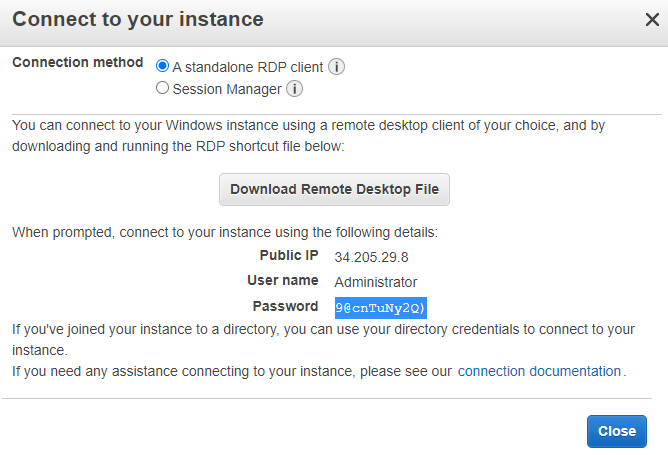 Connect to your instance
Connection method
A standalone RDP client
Session Manager
You can connect to your Windows instance using a remote desktop client of your choice, and by
downloading and running the RDP shortcut file below:
Download Remote Desktop File
When prompted, connect to your instance using the following details:
Public IP 34.205.29.8
User name Administrator
Password 9@cnTuNy2Q)
If you've joined your instance to a directory, you can use your directory credentials to connect to your
instance.
If you need any assistance connecting to your instance, please see our connection documentation.
Close